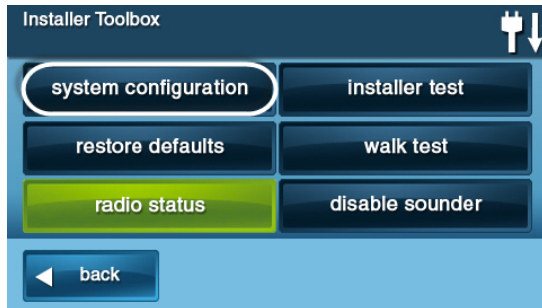 Installer Toolbox
system configuration
installer test
restore defaults
walk test
radio status
disable sounder
back